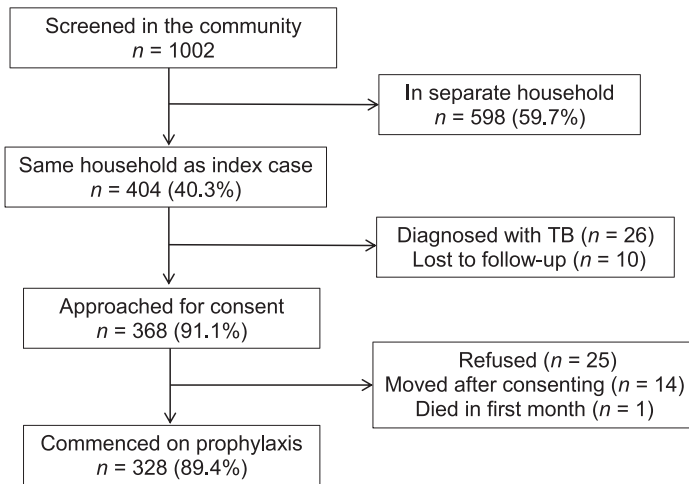 Screened in the community
n = 1002
In separate household
n = 598 (59.7%)
Same household as index case
n = 404 (40.3%)
Diagnosed with TB (n = 26)
Lost to follow-up (n = 10)
Approached for consent
n = 368 (91.1%)
Refused (n = 25)
Moved after consenting (n = 14)
Died in first month (n = 1)
Commenced on prophylaxis
n = 328 (89.4%)